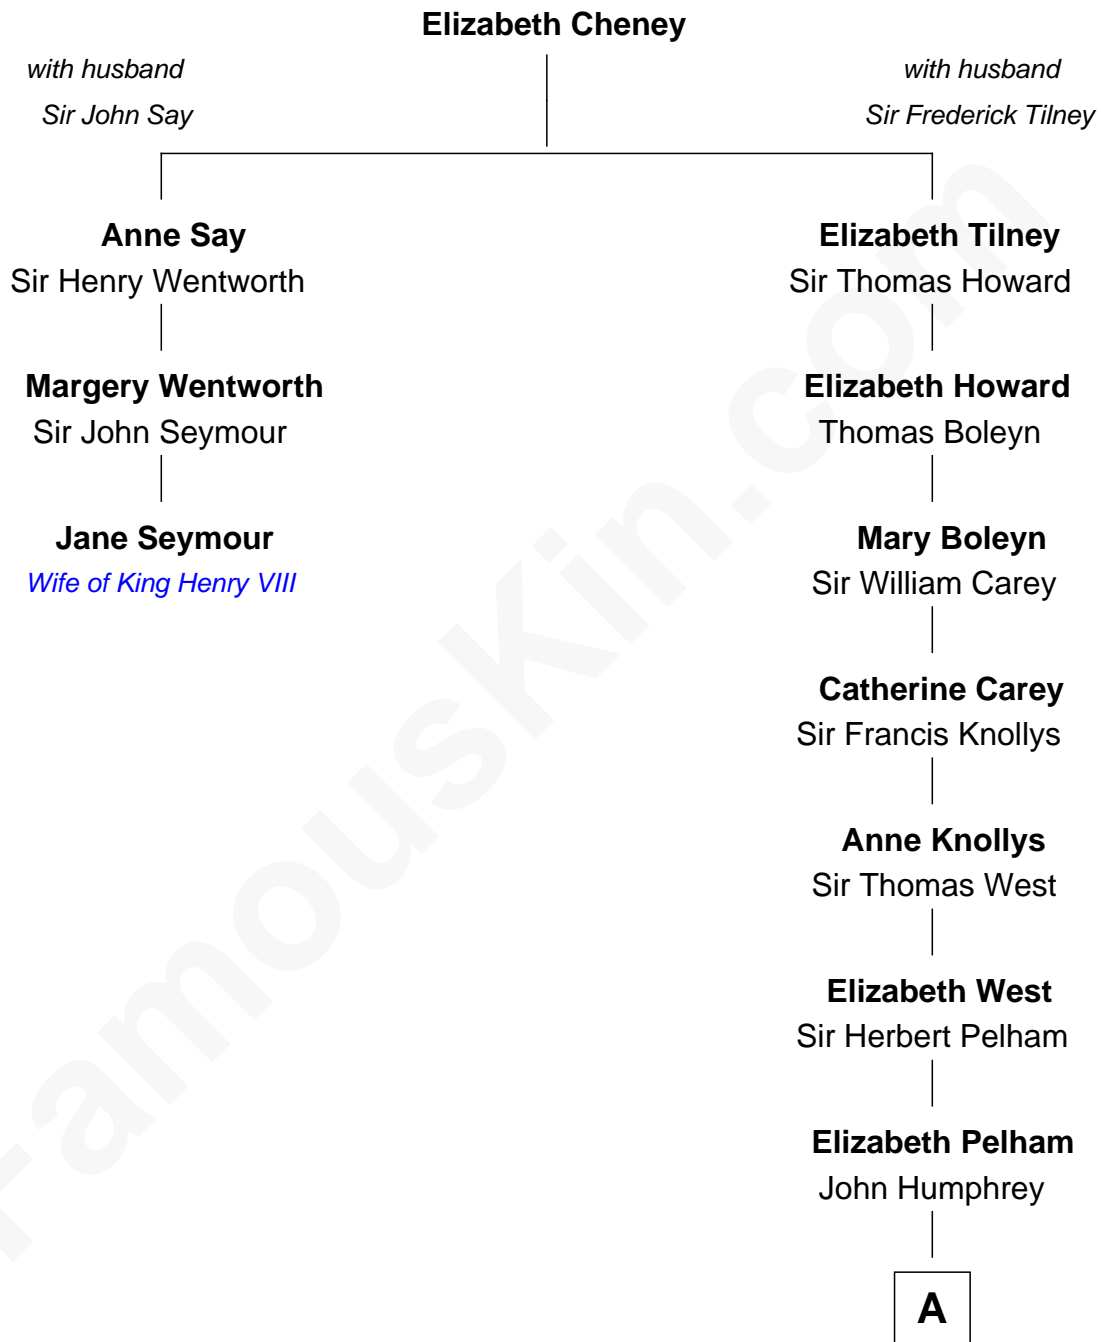 Elizabeth Cheney
with husband
Sir John Say
with husband
Sir Frederick Tilney
Anne Say
Sir Henry Wentworth
Margery Wentworth
Sir John Seymour
Jane Seymour
Wife of King Henry VIII
Elizabeth Tilney
Sir Thomas Howard
Elizabeth Howard
Thomas Boleyn
Mary Boleyn
Sir William Carey
Catherine Carey
Sir Francis Knollys
Anne Knollys
Sir Thomas West
Elizabeth West
Sir Herbert Pelham
Elizabeth Pelham
John Humphrey
A
FamousKin.com